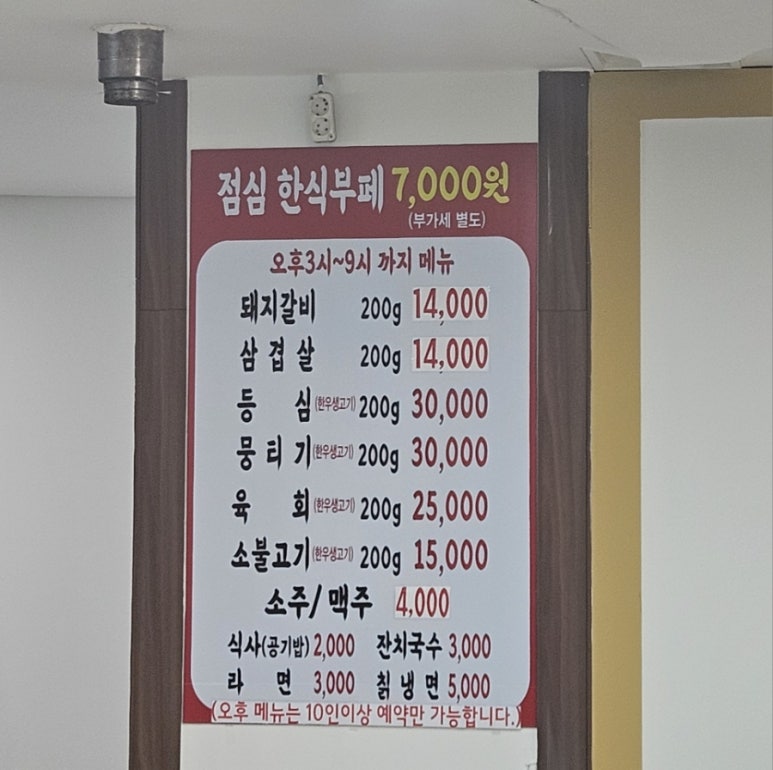 점심 한식부페 7,000원
(부가세 별도)
오후3시~9시 까지 메뉴
돼지갈비 200g 14,000
삼겹살 200g 14,000
등심(한우생고기) 200g 30,000
뭉티기(한우생고기) 200g 30,000
육회(한우생고기) 200g 25,000
소불고기(한우생고기) 200g 15,000
소주/맥주 4,000
식사(공기밥) 2,000 잔치국수 3,000
라면 3,000 칡냉면 5,000
(오후 메뉴는 10인이상 예약만 가능합니다.)